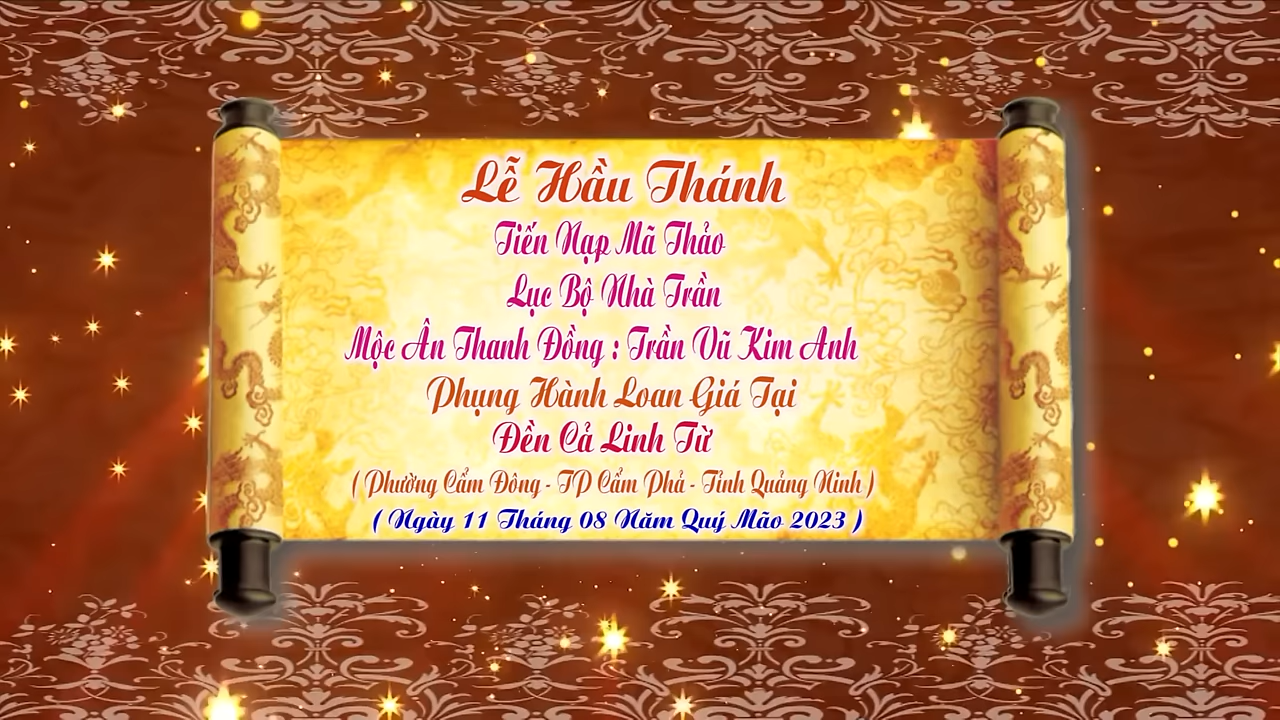 Lễ Hầu Thánh
Tiến Nạp Mã Thảo
Lục Bộ Nhà Trần
Mộc Ân Thanh Đồng : Trần Vũ Kim Anh
Phụng Hành Loan Giá Tại
Đền Cả Linh Từ
( Phường Cẩm Đông - TP Cẩm Phả - Tỉnh Quảng Ninh )
( Ngày 11 Tháng 08 Năm Quý Mão 2023 )